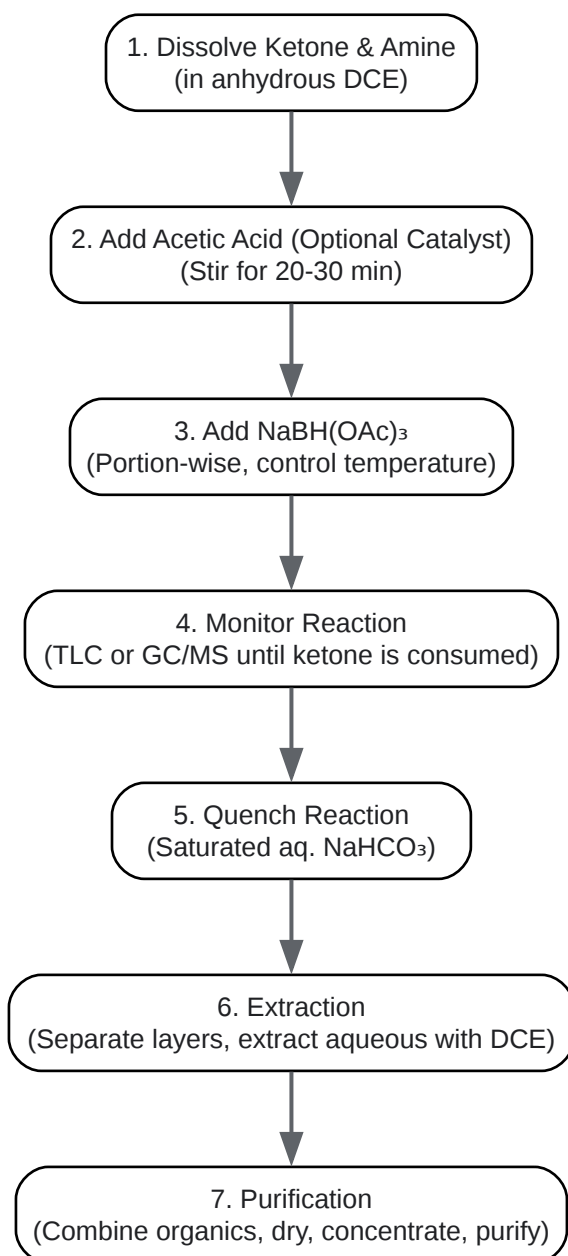 1. Dissolve Ketone & Amine
(in anhydrous DCE)
2. Add Acetic Acid (Optional Catalyst)
(Stir for 20-30 min)
3. Add NaBH(OAc)₃
(Portion-wise, control temperature)
4. Monitor Reaction
(TLC or GC/MS until ketone is consumed)
5. Quench Reaction
(Saturated aq. NaHCO₃)
6. Extraction
(Separate layers, extract aqueous with DCE)
7. Purification
(Combine organics, dry, concentrate, purify)